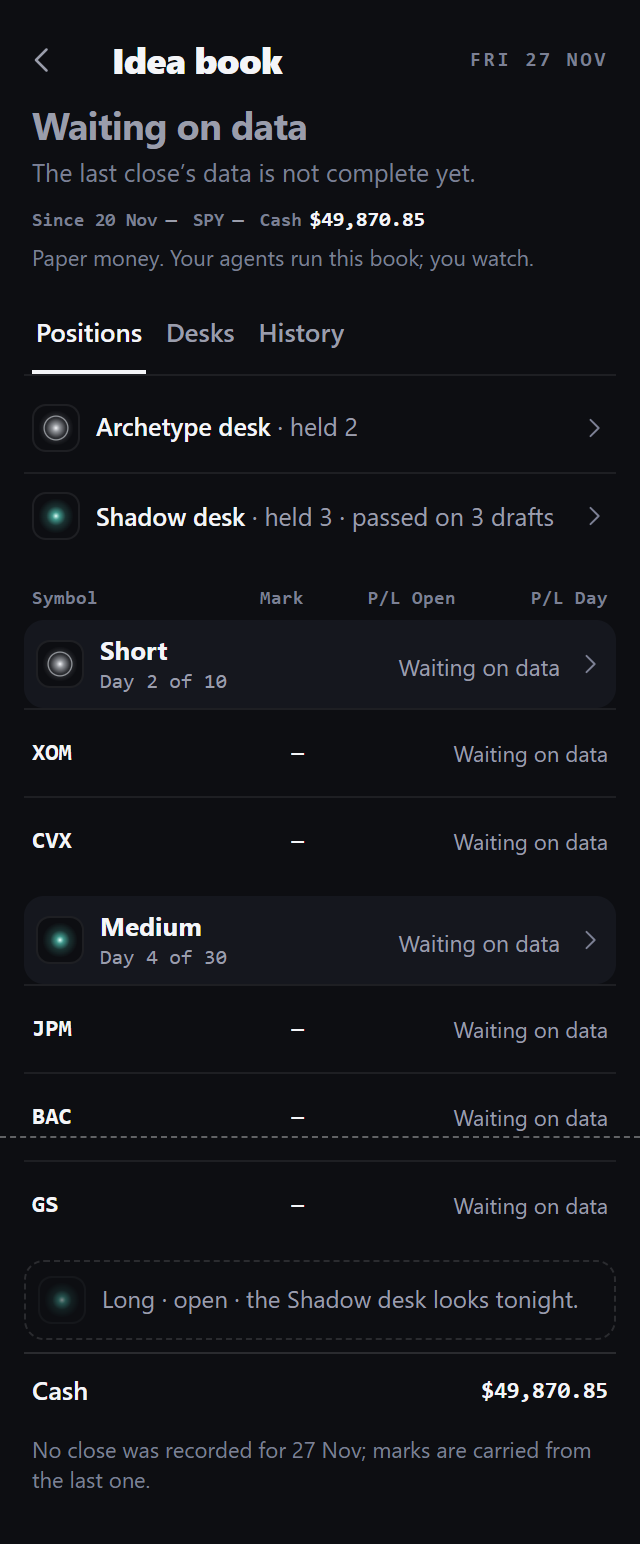 Idea book
FRI 27 NOV
Waiting on data
The last close’s data is not complete yet.
Since 20 Nov — SPY — Cash $49,870.85
Paper money. Your agents run this book; you watch.
Positions Desks History
Archetype desk · held 2
Shadow desk · held 3 · passed on 3 drafts
Symbol Mark P/L Open P/L Day
Short
Day 2 of 10
Waiting on data
XOM — Waiting on data
CVX — Waiting on data
Medium
Day 4 of 30
Waiting on data
JPM — Waiting on data
BAC — Waiting on data
GS — Waiting on data
Long · open · the Shadow desk looks tonight.
Cash $49,870.85
No close was recorded for 27 Nov; marks are carried from
the last one.